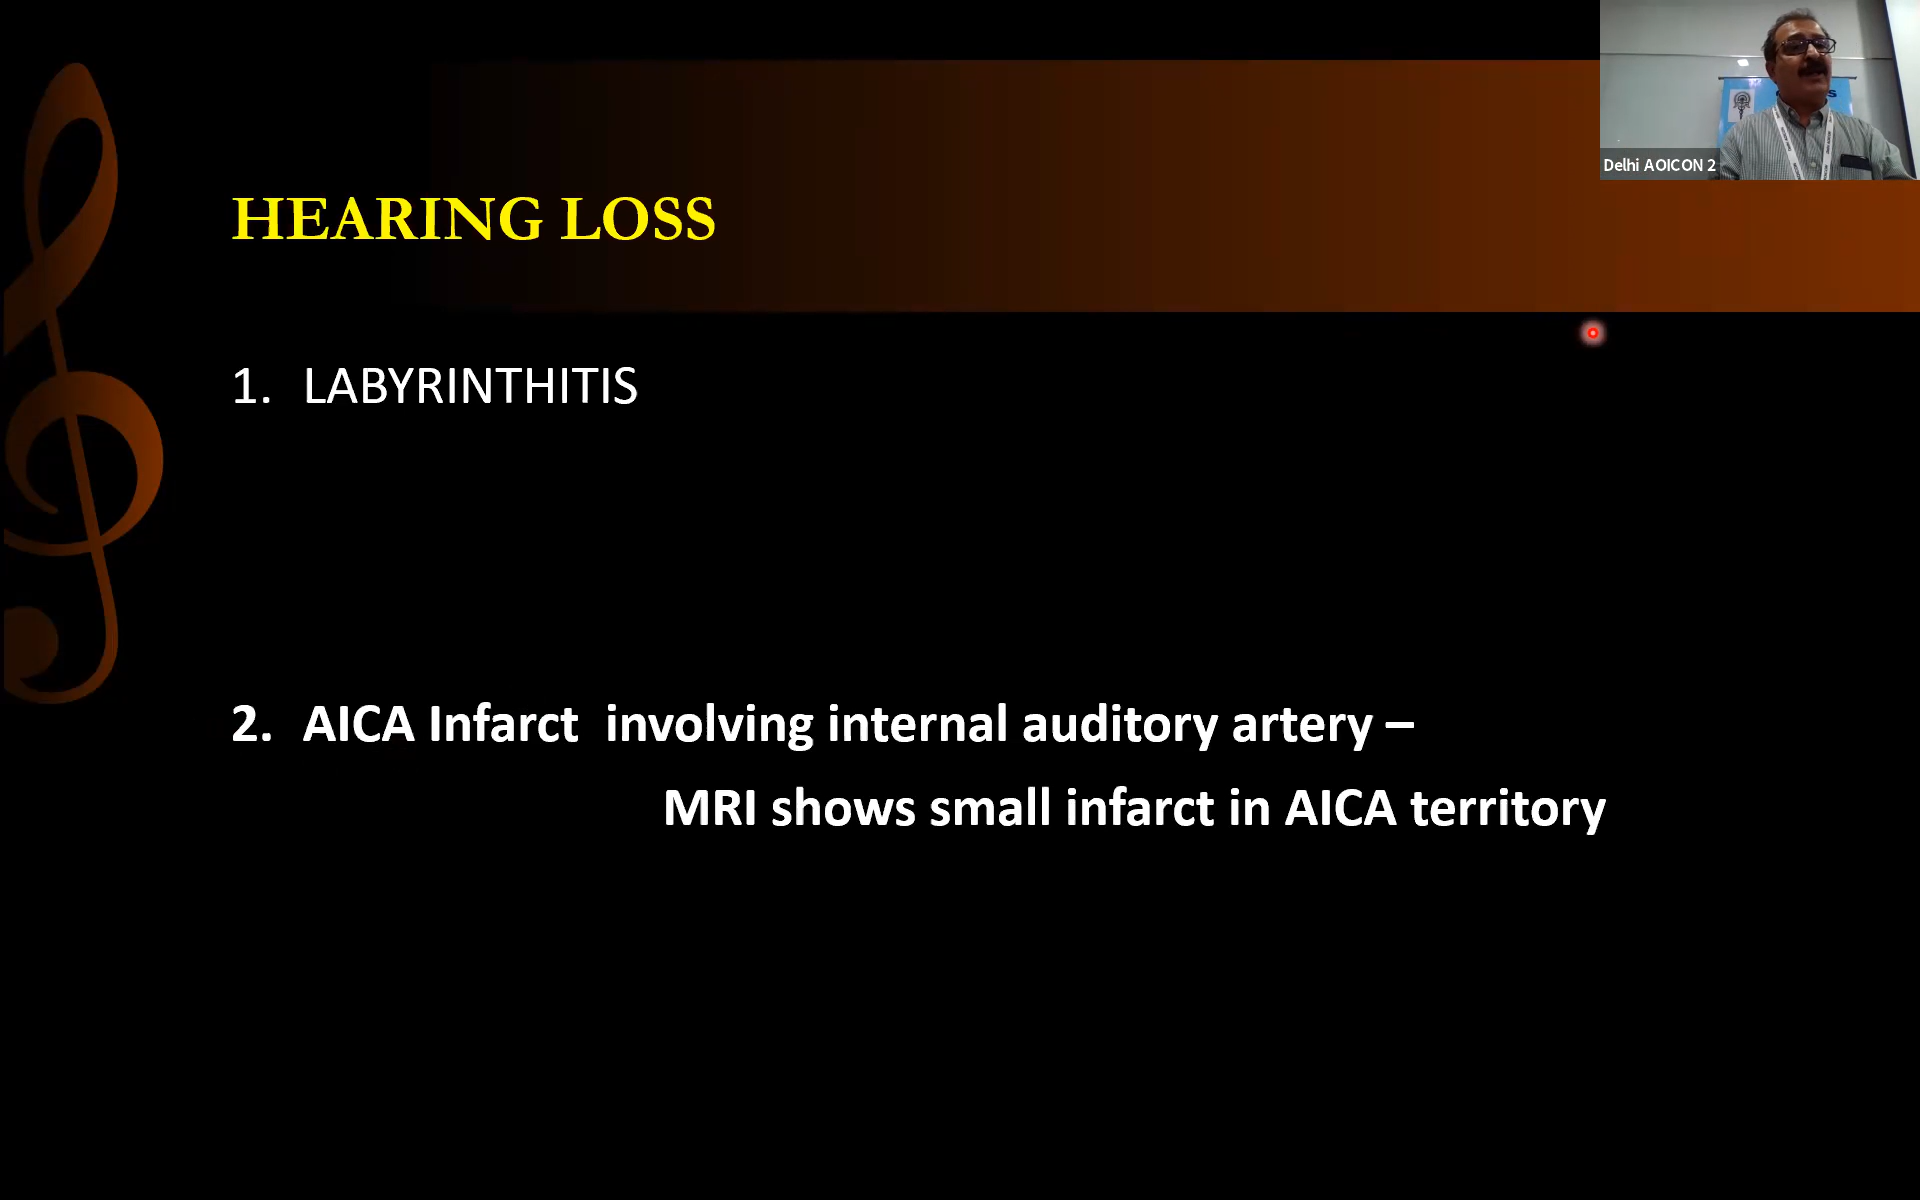 HEARING LOSS
1. LABYRINTHITIS
2. AICA Infarct involving internal auditory artery –
MRI shows small infarct in AICA territory
Delhi AOICON 2